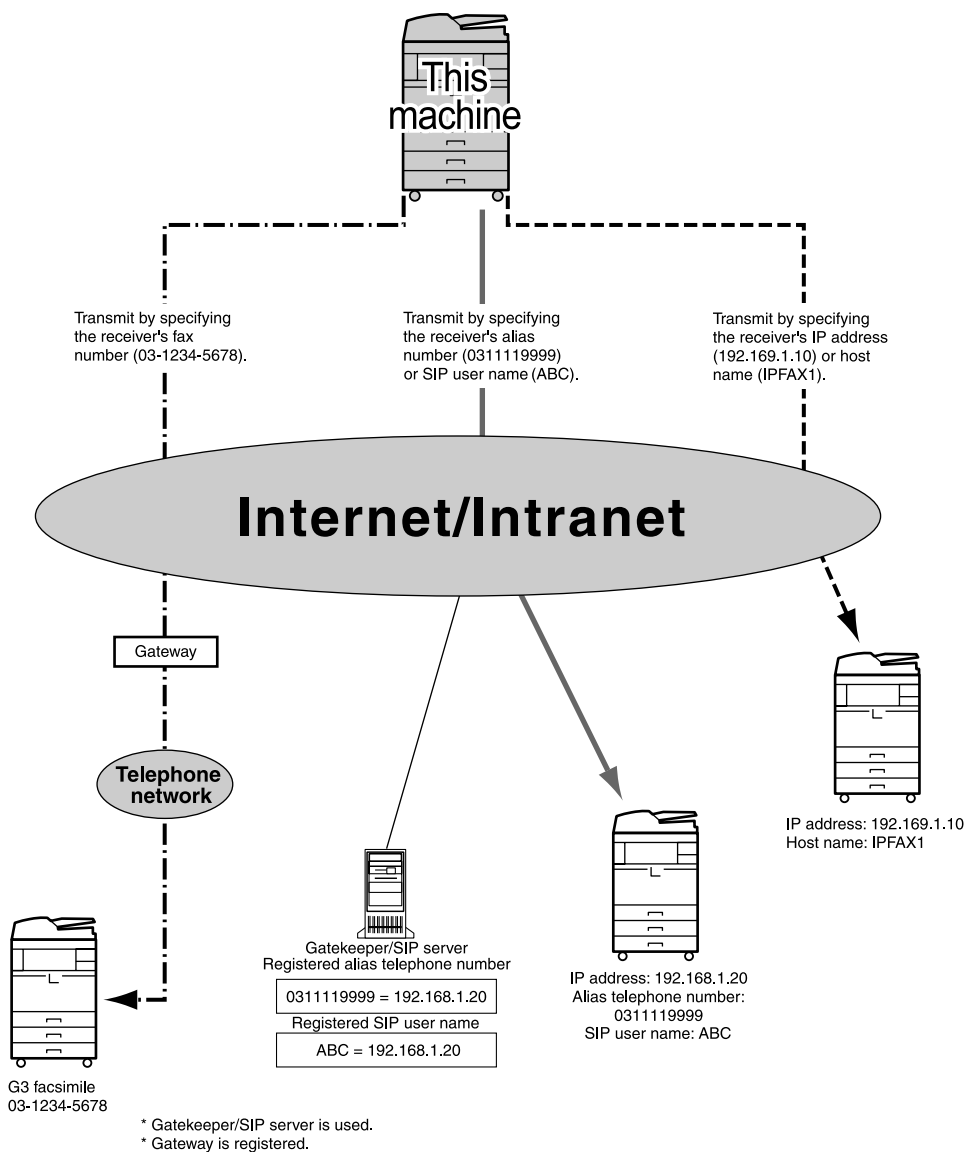 This
machine
Transmit by specifying
the receiver's fax
number (03-1234-5678).
Transmit by specifying
the receiver's alias
number (0311119999)
or SIP user name (ABC).
Transmit by specifying
the receiver's IP address
(192.169.1.10) or host
name (IPFAX1).
Internet/Intranet
Gateway
Telephone
network
IP address: 192.169.1.10
Host name: IPFAX1
Gatekeeper/SIP server
Registered alias telephone number
0311119999 = 192.168.1.20
Registered SIP user name
ABC = 192.168.1.20
IP address: 192.168.1.20
Alias telephone number:
0311119999
SIP user name: ABC
G3 facsimile
03-1234-5678
* Gatekeeper/SIP server is used.
* Gateway is registered.